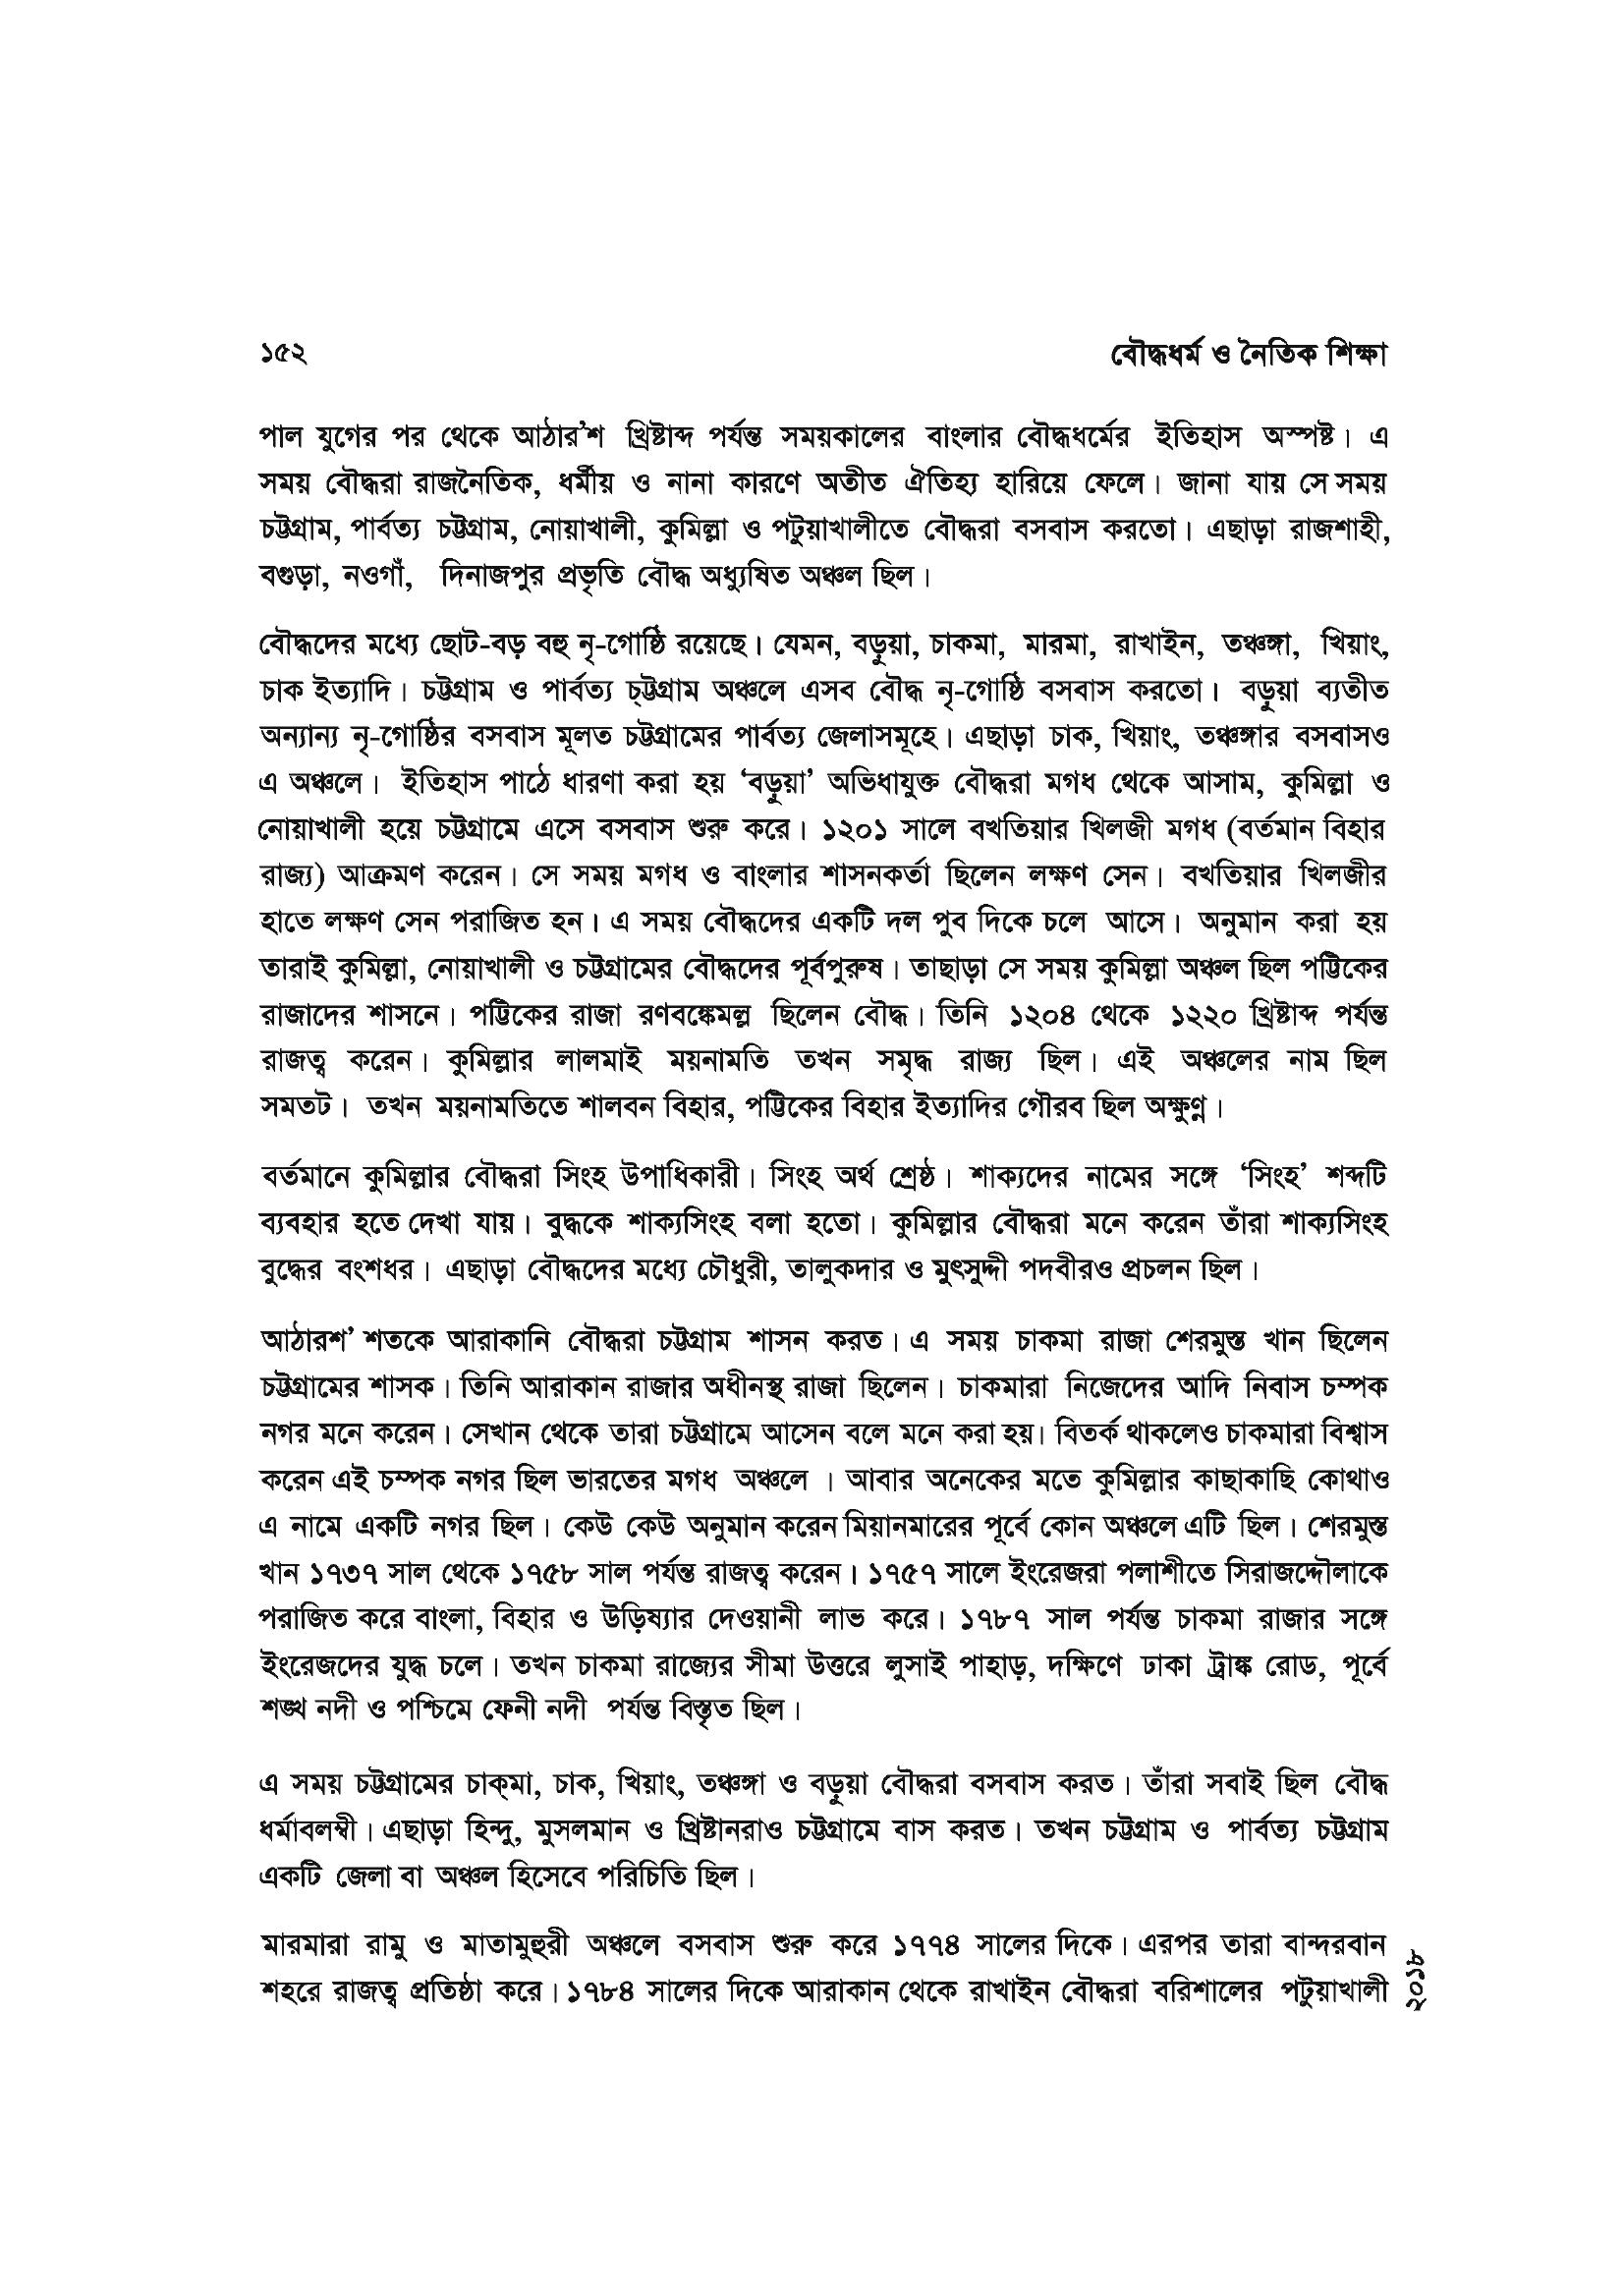 ১৫২
বৌদ্ধধর্ম ও নৈতিক শিক্ষা
পাল যুগের পর থেকে আঠার’শ খ্রিষ্টাব্দ পর্যন্ত সময়কালের বাংলার বৌদ্ধধর্মের ইতিহাস অস্পষ্ট। এ
সময় বৌদ্ধরা রাজনৈতিক, ধর্মীয় ও নানা কারণে অতীত ঐতিহ্য হারিয়ে ফেলে। জানা যায় সে সময়
চট্টগ্রাম, পার্বত্য চট্টগ্রাম, নোয়াখালী, কুমিল্লা ও পটুয়াখালীতে বৌদ্ধরা বসবাস করতো। এছাড়া রাজশাহী,
বগুড়া, নওগাঁ, দিনাজপুর প্রভৃতি বৌদ্ধ অধ্যুষিত অঞ্চল ছিল।
বৌদ্ধদের মধ্যে ছোট-বড় বহু নৃ-গোষ্ঠি রয়েছে। যেমন, বড়ুয়া, চাকমা, মারমা, রাখাইন, তঞ্চঙ্গা, খিয়াং,
চাক ইত্যাদি। চট্টগ্রাম ও পার্বত্য চ্ট্টগ্রাম অঞ্চলে এসব বৌদ্ধ নৃ-গোষ্ঠি বসবাস করতো। বড়ুয়া ব্যতীত
অন্যান্য নৃ-গোষ্ঠির বসবাস মূলত চট্টগ্রামের পার্বত্য জেলাসমূহে। এছাড়া চাক, খিয়াং, তঞ্চঙ্গার বসবাসও
এ অঞ্চলে। ইতিহাস পাঠে ধারণা করা হয় ‘বড়ুয়া’ অভিধাযুক্ত বৌদ্ধরা মগধ থেকে আসাম, কুমিল্লা ও
নোয়াখালী হয়ে চট্টগ্রামে এসে বসবাস শুরু করে। ১২০১ সালে বখতিয়ার খিলজী মগধ (বর্তমান বিহার
রাজ্য) আক্রমণ করেন। সে সময় মগধ ও বাংলার শাসনকর্তা ছিলেন লক্ষণ সেন। বখতিয়ার খিলজীর
হাতে লক্ষণ সেন পরাজিত হন। এ সময় বৌদ্ধদের একটি দল পুব দিকে চলে আসে। অনুমান করা হয়
তারাই কুমিল্লা, নোয়াখালী ও চট্টগ্রামের বৌদ্ধদের পূর্বপুরুষ। তাছাড়া সে সময় কুমিল্লা অঞ্চল ছিল পট্টিকের
রাজাদের শাসনে। পট্টিকের রাজা রণবঙ্কেমল্ল ছিলেন বৌদ্ধ। তিনি ১২০৪ থেকে ১২২০ খ্রিষ্টাব্দ পর্যন্ত
রাজত্ব করেন। কুমিল্লার লালমাই ময়নামতি তখন সমৃদ্ধ রাজ্য ছিল। এই অঞ্চলের নাম ছিল
সমতট। তখন ময়নামতিতে শালবন বিহার, পট্টিকের বিহার ইত্যাদির গৌরব ছিল অক্ষুণ্ণ।
বর্তমানে কুমিল্লার বৌদ্ধরা সিংহ উপাধিকারী। সিংহ অর্থ শ্রেষ্ঠ। শাক্যদের নামের সঙ্গে ‘সিংহ’ শব্দটি
ব্যবহার হতে দেখা যায়। বুদ্ধকে শাক্যসিংহ বলা হতো। কুমিল্লার বৌদ্ধরা মনে করেন তাঁরা শাক্যসিংহ
বুদ্ধের বংশধর। এছাড়া বৌদ্ধদের মধ্যে চৌধুরী, তালুকদার ও মুৎসুদ্দী পদবীরও প্রচলন ছিল।
আঠারশ’ শতকে আরাকানি বৌদ্ধরা চট্টগ্রাম শাসন করত। এ সময় চাকমা রাজা শেরমুস্ত খান ছিলেন
চট্টগ্রামের শাসক। তিনি আরাকান রাজার অধীনস্থ রাজা ছিলেন। চাকমারা নিজেদের আদি নিবাস চম্পক
নগর মনে করেন। সেখান থেকে তারা চট্টগ্রামে আসেন বলে মনে করা হয়। বিতর্ক থাকলেও চাকমারা বিশ্বাস
করেন এই চম্পক নগর ছিল ভারতের মগধ অঞ্চলে । আবার অনেকের মতে কুমিল্লার কাছাকাছি কোথাও
এ নামে একটি নগর ছিল। কেউ কেউ অনুমান করেন মিয়ানমারের পূর্বে কোন অঞ্চলে এটি ছিল। শেরমুস্ত
খান ১৭৩৭ সাল থেকে ১৭৫৮ সাল পর্যন্ত রাজত্ব করেন। ১৭৫৭ সালে ইংরেজরা পলাশীতে সিরাজদ্দৌলাকে
পরাজিত করে বাংলা, বিহার ও উড়িষ্যার দেওয়ানী লাভ করে। ১৭৮৭ সাল পর্যন্ত চাকমা রাজার সঙ্গে
ইংরেজদের যুদ্ধ চলে। তখন চাকমা রাজ্যের সীমা উত্তরে লুসাই পাহাড়, দক্ষিণে ঢাকা ট্রাঙ্ক রোড, পূর্বে
শঙ্খ নদী ও পশ্চিমে ফেনী নদী পর্যন্ত বিস্তৃত ছিল।
এ সময় চট্টগ্রামের চাক্‌মা, চাক, খিয়াং, তঞ্চঙ্গা ও বড়ুয়া বৌদ্ধরা বসবাস করত। তাঁরা সবাই ছিল বৌদ্ধ
ধর্মাবলম্বী। এছাড়া হিন্দু, মুসলমান ও খ্রিষ্টানরাও চট্টগ্রামে বাস করত। তখন চট্টগ্রাম ও পার্বত্য চট্টগ্রাম
একটি জেলা বা অঞ্চল হিসেবে পরিচিতি ছিল।
মারমারা রামু ও মাতামুহুরী অঞ্চলে বসবাস শুরু করে ১৭৭৪ সালের দিকে। এরপর তারা বান্দরবান
শহরে রাজত্ব প্রতিষ্ঠা করে। ১৭৮৪ সালের দিকে আরাকান থেকে রাখাইন বৌদ্ধরা বরিশালের পটুয়াখালী
২০১৮